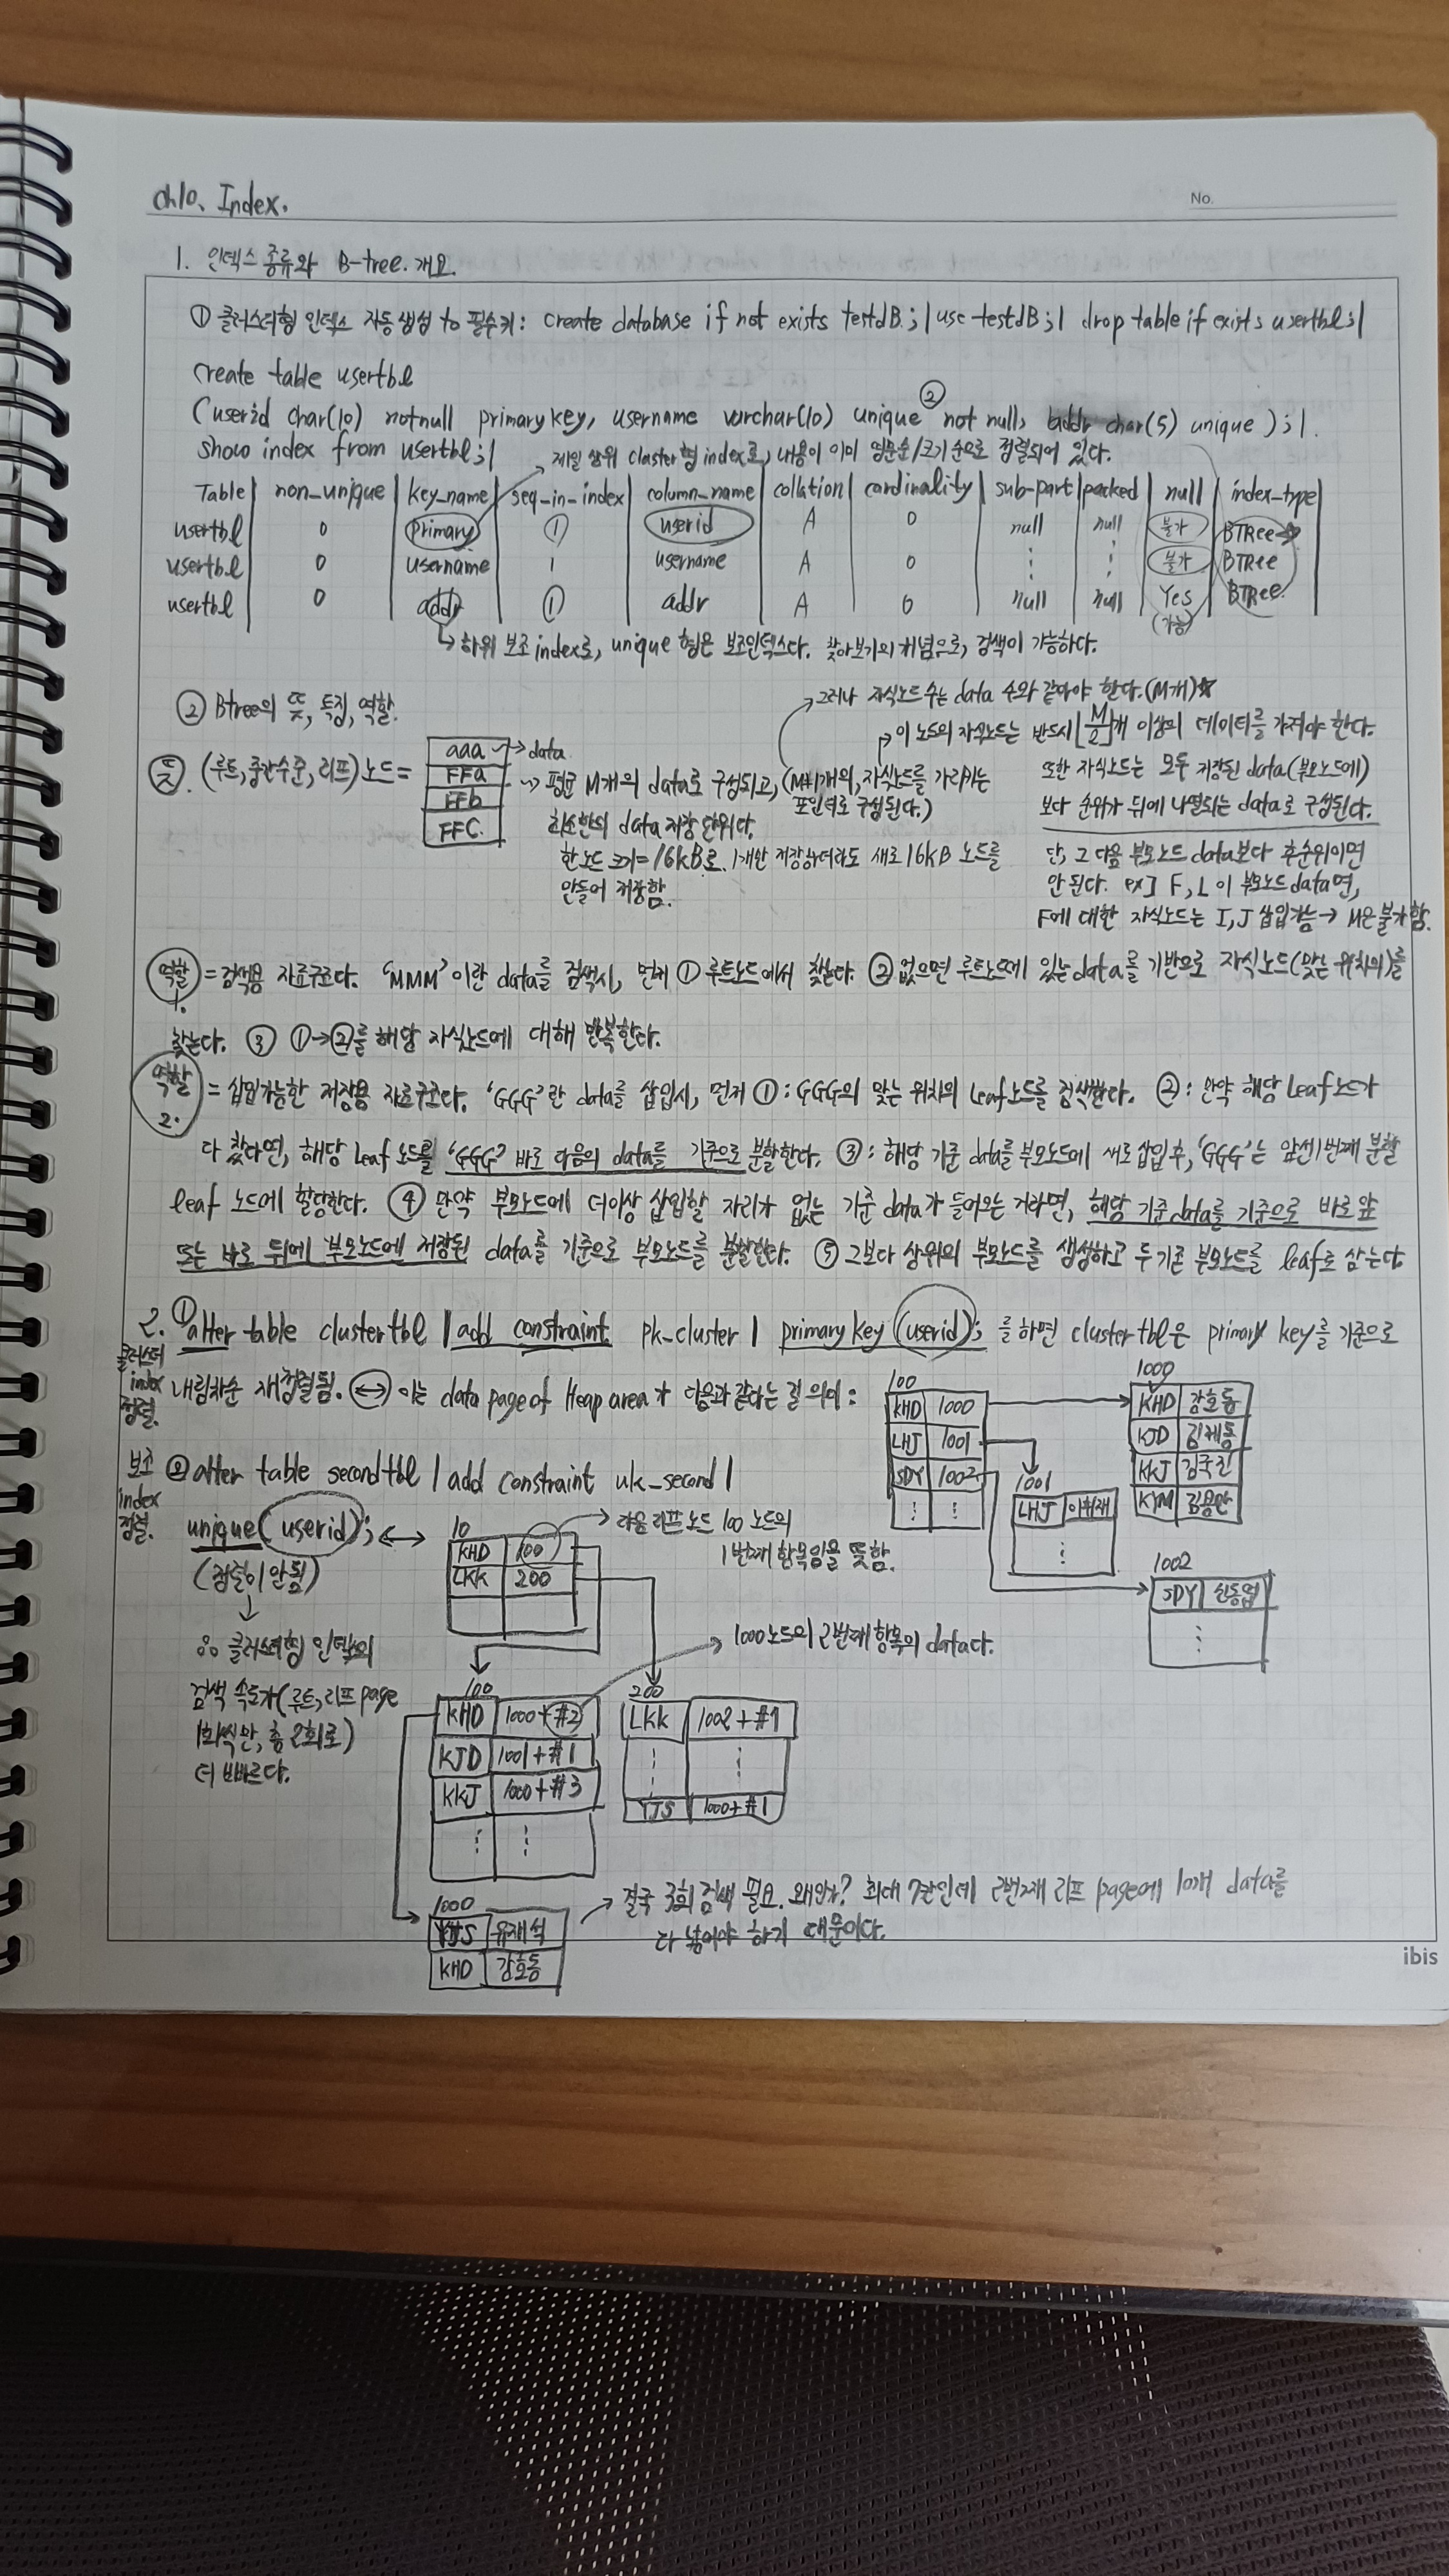 ch10. Index.
No.
1. 인덱스 종류와 B-tree. 개요.
① 클러스터형 인덱스 자동생성 to 필수키: create database if not exists testdB; | use testdB; | drop table if exists usertbl; |
create table usertbl
(userid char(10) notnull primary key, username varchar(10) unique ② not null, addr char(5) unique ); |.
show index from usertbl; |
→ 제일 상위 cluster형 index로, 내용이 이미 영문순/크기 순으로 정렬되어 있다.
Table | non_unique | key_name | seq-in-index | column_name | collation | cardinality | sub-part | packed | null | index-type |
usertbl | 0 | primary | ① | userid | A | 0 | null | null | 불가 | BTRee
usertbl | 0 | username | 1 | username | A | 0 | ⋮ | ⋮ | 불가 | BTRee
usertbl | 0 | addr | ① | addr | A | 0 | null | null | Yes | BTRee
(가능)
↳ 하위 보조 index로, unique 형은 보조인덱스다. 찾아보기의 개념으로, 검색이 가능하다.
② Btree의 뜻, 특징, 역할.
→ 그러나 자식노드 수는 data 수와 같아야 한다. (M개)☆
→ 이 노드의 자식노드는 반드시 [M/2]개 이상의 데이터를 가져야 한다.
또한 자식노드는 모두 저장된 data(부모노드에)
보다 순위가 뒤에 나열되는 data로 구성된다.
단, 그 다음 부모노드 data보다 후순위이면
안된다. ex] F, L 이 부모노드 data면,
F에 대한 자식노드는 I, J 삽입가능 → M은 불가함.
뜻. (루트, 중간수준, 리프) 노드 =
aaa → data
FFa
FFb
FFC.
→ 평균 M개의 data로 구성되고, (M+1개의, 자식노드를 가리키는
포인터로 구성된다.)
최소한의 data 저장 단위다.
한노드 크기 = 16kB로. 1개만 저장하더라도 새로 16kB 노드를
만들어 저장함.
역할 1. = 검색용 자료구조다. 'MMM' 이란 data를 검색시, 먼저 ① 루트노드에서 찾는다. ② 없으면 루트노드에 있는 data를 기반으로 자식노드(맞는 위치의)를
찾는다. ③ ①→②를 해당 자식노드에 대해 반복한다.
역할 2. = 삽입가능한 저장용 자료구조다. 'GGG'란 data를 삽입시, 먼저 ①: GGG의 맞는 위치의 leaf노드를 검색한다. ②: 만약 해당 leaf노드가
다 찼다면, 해당 leaf 노드를 'GGG' 바로 다음의 data를 기준으로 분할한다. ③: 해당 기준 data를 부모노드에 새로 삽입 후, 'GGG'는 앞선 1번째 분할
leaf 노드에 할당한다. ④ 만약 부모노드에 더이상 삽입할 자리가 없는 기준 data가 들어오는 거라면, 해당 기준 data를 기준으로 바로 앞
또는 바로 뒤에 부모노드에 저장된 data를 기준으로 부모노드를 분할한다. ⑤ 그보다 상위의 부모노드를 생성하고 두 기존 부모노드를 leaf로 삼는다.
2. ① alter table clustertbl | add constraint pk-cluster | primary key (userid); 를 하면 clustertbl은 primary key를 기준으로
클러스터 index 정렬.
내림차순 재정렬됨. ↔ 이는 data page of Heap area가 다음과 같다는 걸 의미:
100
KHD | 1000
LHJ | 1001
SDY | 1002
⋮ | ⋮
1000
KHD | 강호동
KJD | 김제동
KKJ | 김국진
KYM | 김용만
1001
LHJ | 이휘재
⋮
1002
SDY | 신동엽
⋮
보조 index 정렬.
② alter table secondtbl | add constraint uk_second |
unique (userid); ↔
(정렬이 안됨)
↓
∴ 클러스터형 인덱스의
검색 속도가 (루트, 리프 page
1회씩만, 총 2회로)
더 빠르다.
10
KHD | 100
LKK | 200
→ 다음 리프 노드 100 노드의
1번째 항목임을 뜻함.
→ 1000노드의 2번째 항목의 data다.
100
KHD | 1000+#2
KJD | 1001+#1
KKJ | 1000+#3
⋮ | ⋮
200
LKK | 1002+#1
⋮ | ⋮
YJS | 1000+#1
1000
YJS | 유재석
KHD | 강호동
→ 결국 3회 검색 필요. 왜일까? 최대 7칸인데 2번째 리프 page에 10개 data를
다 넣어야 하기 때문이다.
ibis